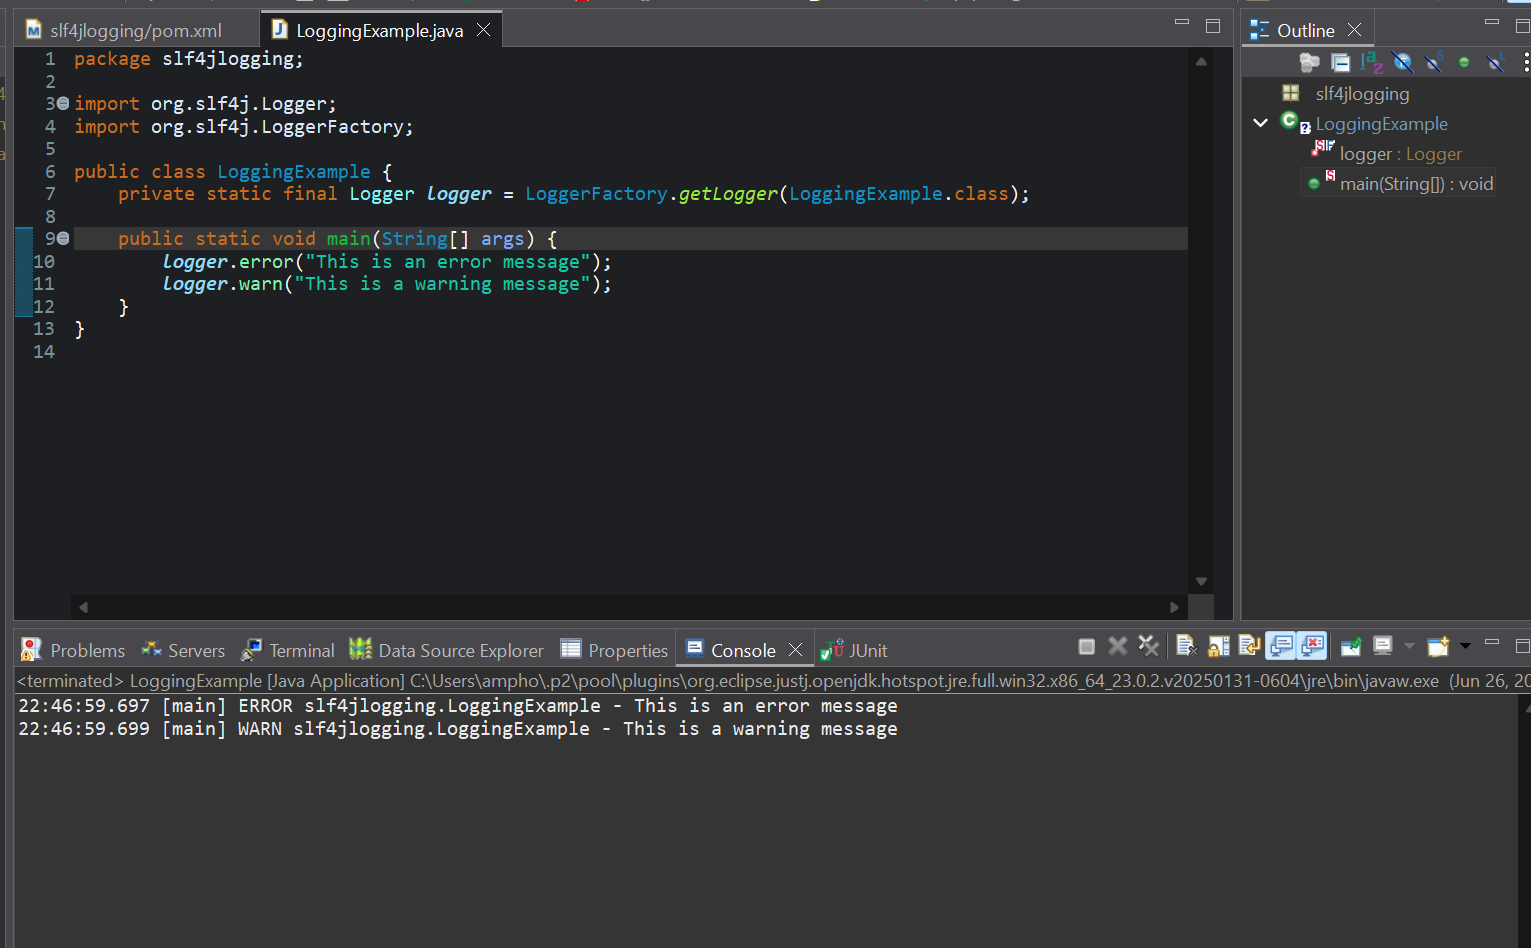 slf4jlogging/pom.xml
LoggingExample.java
1 package slf4jlogging;
2
3 import org.slf4j.Logger;
4 import org.slf4j.LoggerFactory;
5
6 public class LoggingExample {
7     private static final Logger logger = LoggerFactory.getLogger(LoggingExample.class);
8
9     public static void main(String[] args) {
10         logger.error("This is an error message");
11         logger.warn("This is a warning message");
12     }
13 }
14
Outline
slf4jlogging
LoggingExample
logger : Logger
main(String[]) : void
Problems Servers Terminal Data Source Explorer Properties Console JUnit
<terminated> LoggingExample [Java Application] C:\Users\ampho\.p2\pool\plugins\org.eclipse.justj.openjdk.hotspot.jre.full.win32.x86_64_23.0.2.v20250131-0604\jre\bin\javaw.exe (Jun 26, 20
22:46:59.697 [main] ERROR slf4jlogging.LoggingExample - This is an error message
22:46:59.699 [main] WARN slf4jlogging.LoggingExample - This is a warning message